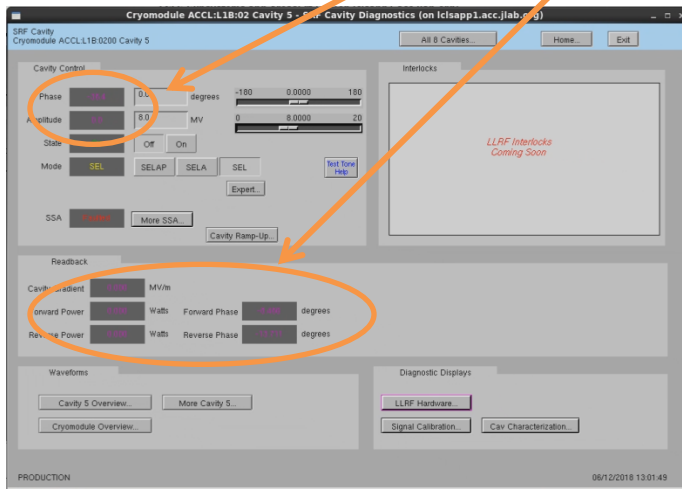 Cryomodule ACCL:L1B:02 Cavity 5 - SRF Cavity Diagnostics (on lclsapp1.acc.jlab.org)
SRF Cavity
Cryomodule ACCL:L1B:0200 Cavity 5
All 8 Cavities...
Home...
Exit
Cavity Control
Phase
0.0
degrees
-180 0.0000 180
Amplitude
8.0
MV
0 8.0000 20
State
Off On
Mode SEL SELAP SELA SEL
Test Tone
Help
Expert...
SSA
More SSA...
Cavity Ramp-Up...
Interlocks
LLRF Interlocks
Coming Soon
Readback
Cavity Gradient MV/m
Forward Power Watts Forward Phase degrees
Reverse Power Watts Reverse Phase degrees
Waveforms
Cavity 5 Overview... More Cavity 5...
Cryomodule Overview...
Diagnostic Displays
LLRF Hardware...
Signal Calibration... Cav Characterization...
PRODUCTION
06/12/2018 13:01:49